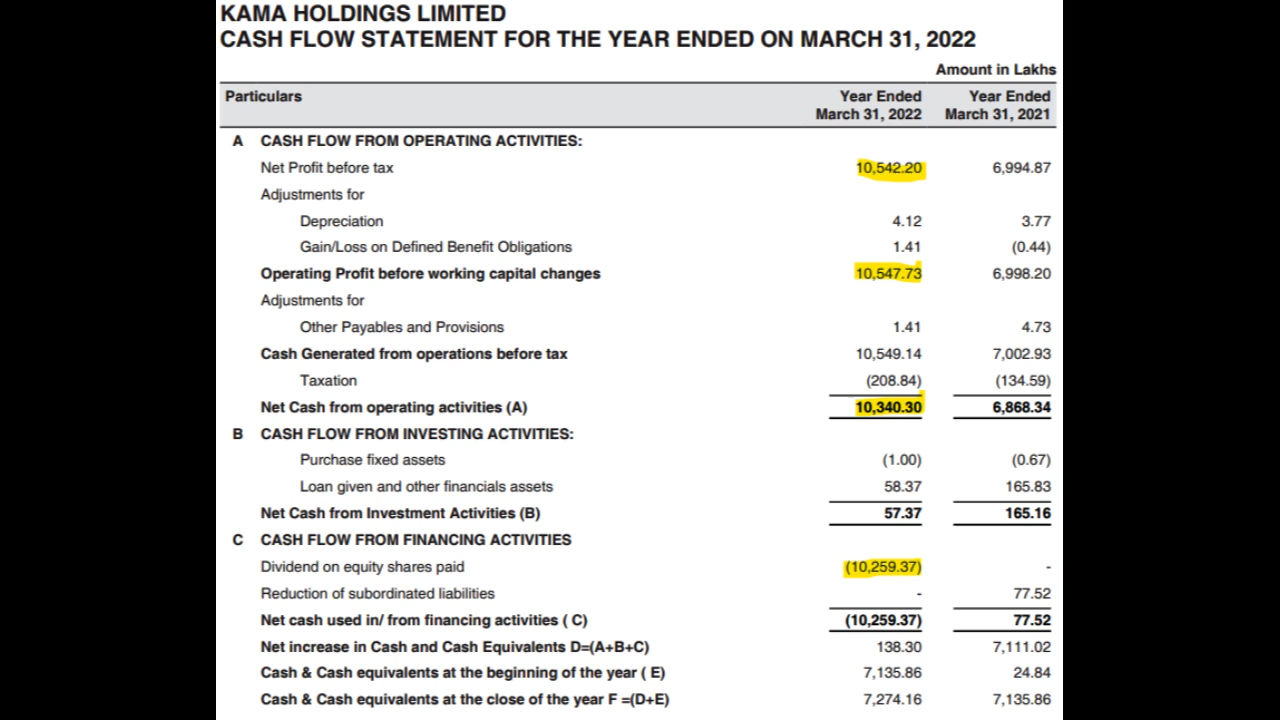 KAMA HOLDINGS LIMITED
CASH FLOW STATEMENT FOR THE YEAR ENDED ON MARCH 31, 2022
Amount in Lakhs
Particulars Year Ended March 31, 2022 Year Ended March 31, 2021
A CASH FLOW FROM OPERATING ACTIVITIES:
Net Profit before tax 10,542.20 6,994.87
Adjustments for
Depreciation 4.12 3.77
Gain/Loss on Defined Benefit Obligations 1.41 (0.44)
Operating Profit before working capital changes 10,547.73 6,998.20
Adjustments for
Other Payables and Provisions 1.41 4.73
Cash Generated from operations before tax 10,549.14 7,002.93
Taxation (208.84) (134.59)
Net Cash from operating activities (A) 10,340.30 6,868.34
B CASH FLOW FROM INVESTING ACTIVITIES:
Purchase fixed assets (1.00) (0.67)
Loan given and other financials assets 58.37 165.83
Net Cash from Investment Activities (B) 57.37 165.16
C CASH FLOW FROM FINANCING ACTIVITIES
Dividend on equity shares paid (10,259.37) -
Reduction of subordinated liabilities - 77.52
Net cash used in/ from financing activities ( C) (10,259.37) 77.52
Net increase in Cash and Cash Equivalents D=(A+B+C) 138.30 7,111.02
Cash & Cash equivalents at the beginning of the year ( E) 7,135.86 24.84
Cash & Cash equivalents at the close of the year F =(D+E) 7,274.16 7,135.86